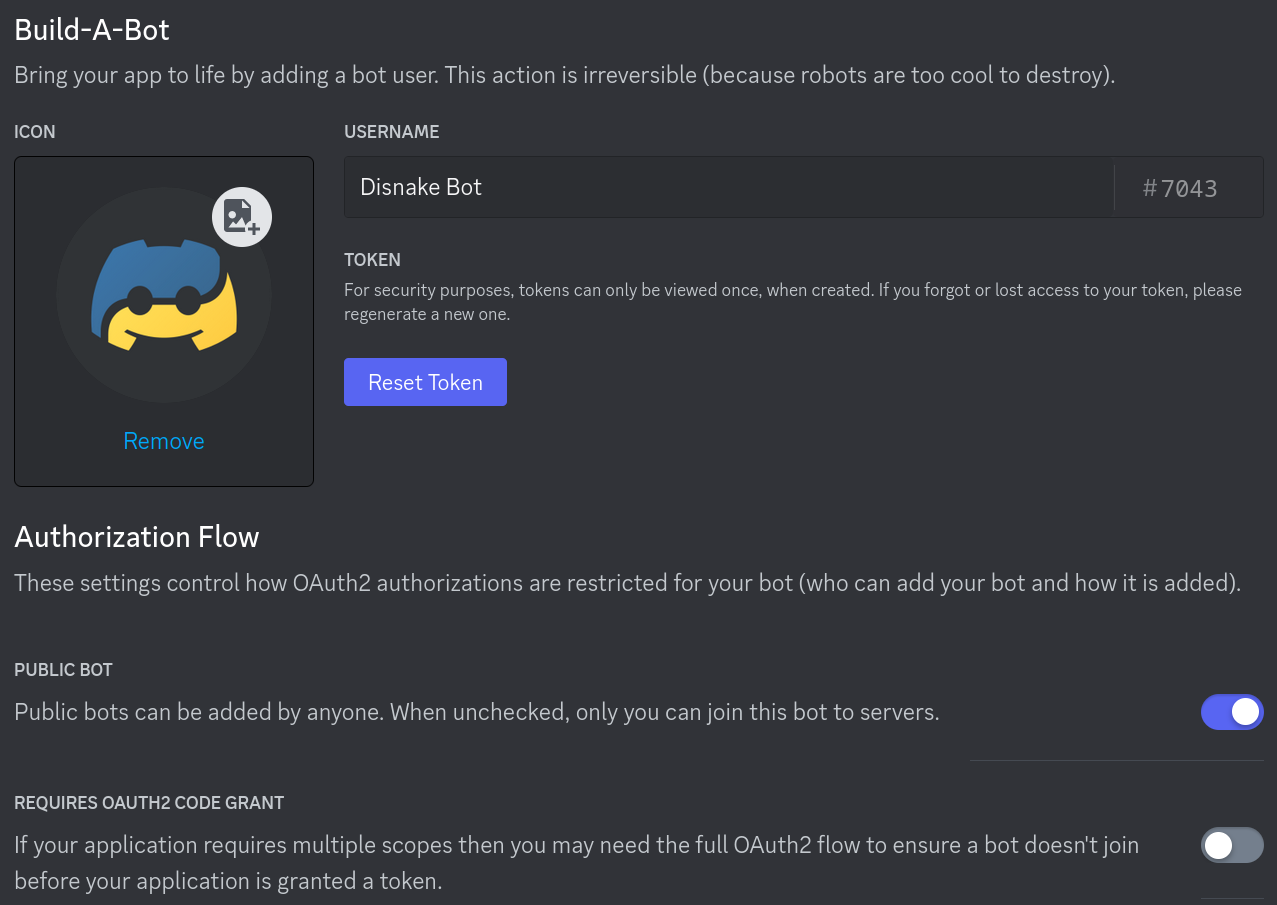 Build-A-Bot
Bring your app to life by adding a bot user. This action is irreversible (because robots are too cool to destroy).
ICON
USERNAME
Disnake Bot
#7043
TOKEN
For security purposes, tokens can only be viewed once, when created. If you forgot or lost access to your token, please
regenerate a new one.
Reset Token
Remove
Authorization Flow
These settings control how OAuth2 authorizations are restricted for your bot (who can add your bot and how it is added).
PUBLIC BOT
Public bots can be added by anyone. When unchecked, only you can join this bot to servers.
REQUIRES OAUTH2 CODE GRANT
If your application requires multiple scopes then you may need the full OAuth2 flow to ensure a bot doesn't join
before your application is granted a token.